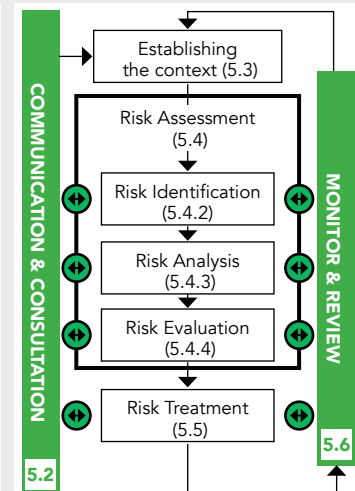 Establishing
the context (5.3)
Risk Assessment
(5.4)
Risk Identification
(5.4.2)
Risk Analysis
(5.4.3)
Risk Evaluation
(5.4.4)
Risk Treatment
(5.5)
COMMUNICATION & CONSULTATION
5.2
MONITOR & REVIEW
5.6